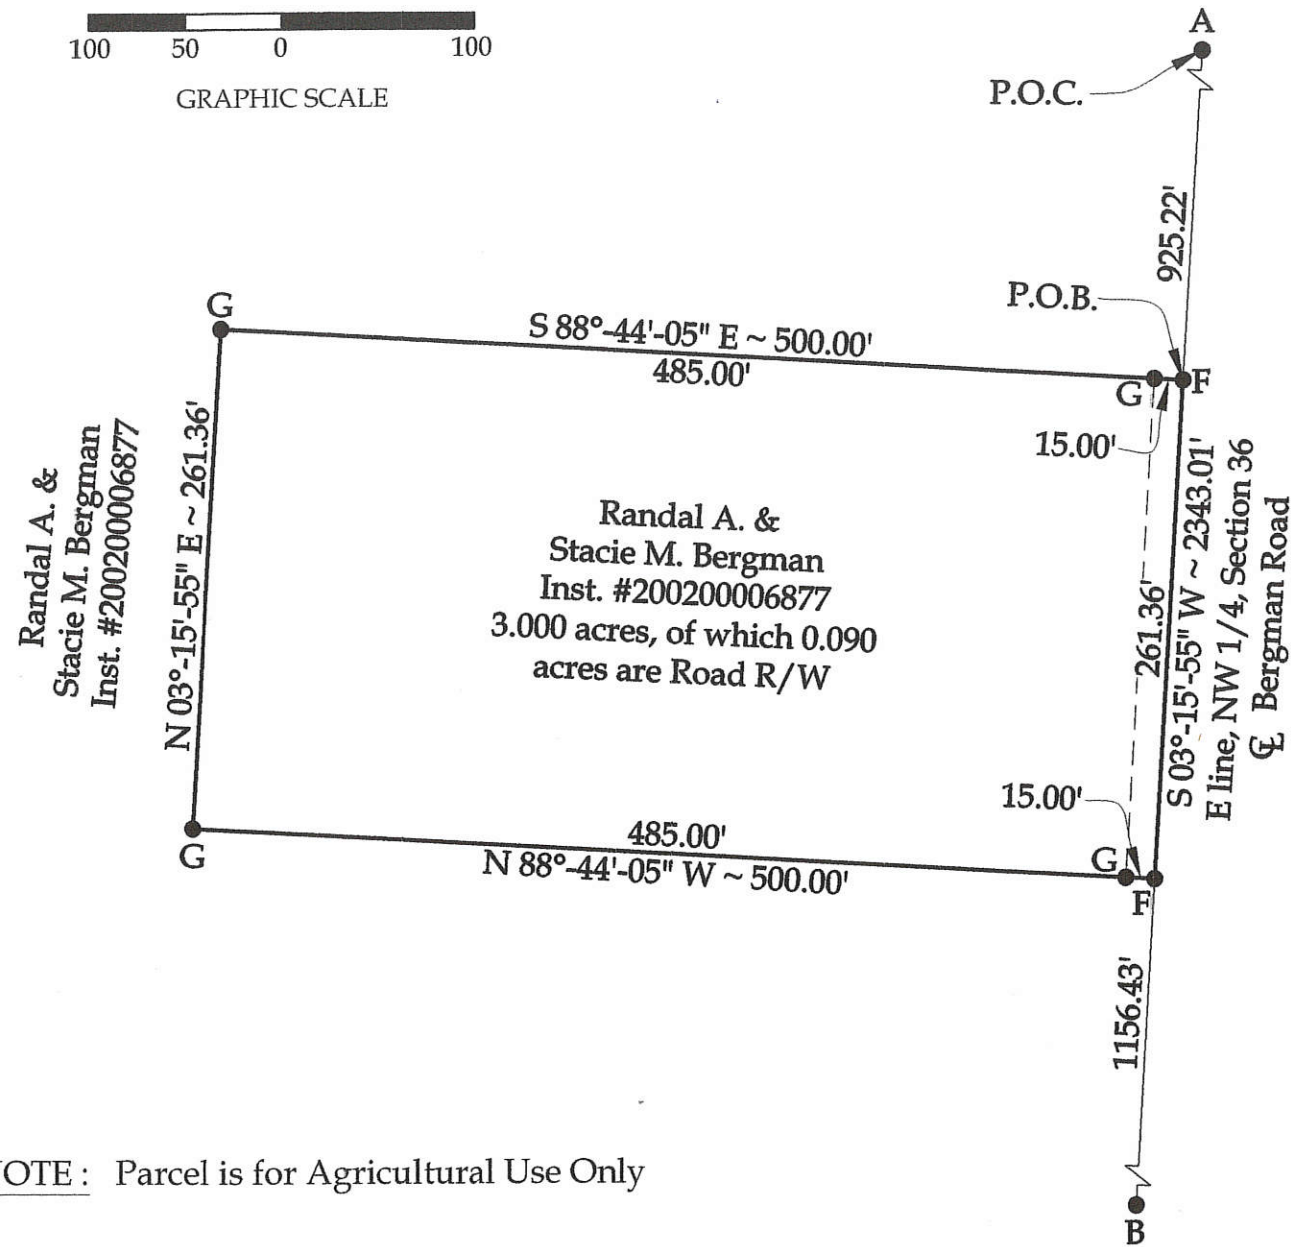 100 50 0 100
GRAPHIC SCALE
A
P.O.C.
925.22'
P.O.B.
G
S 88°-44'-05" E ~ 500.00'
485.00'
G
F
15.00'
Randal A. &
Stacie M. Bergman
Inst. #200200006877
N 03°-15'-55" E ~ 261.36'
Randal A. &
Stacie M. Bergman
Inst. #200200006877
3.000 acres, of which 0.090
acres are Road R/W
261.36'
S 03°-15'-55" W ~ 2343.01'
E line, NW 1/4, Section 36
℄ Bergman Road
15.00'
G
485.00'
N 88°-44'-05" W ~ 500.00'
G
F
1156.43'
OTE : Parcel is for Agricultural Use Only
B